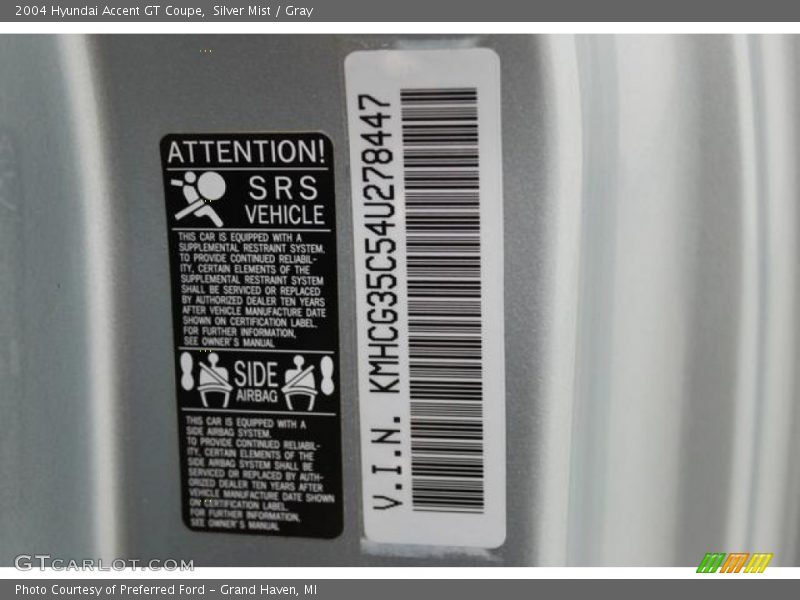 2004 Hyundai Accent GT Coupe, Silver Mist / Gray
ATTENTION!
SRS
VEHICLE
THIS CAR IS EQUIPPED WITH A
SUPPLEMENTAL RESTRAINT SYSTEM.
TO PROVIDE CONTINUED RELIABIL-
ITY, CERTAIN ELEMENTS OF THE
SUPPLEMENTAL RESTRAINT SYSTEM
SHALL BE SERVICED OR REPLACED
BY AUTHORIZED DEALER TEN YEARS
AFTER VEHICLE MANUFACTURE DATE
SHOWN ON CERTIFICATION LABEL.
FOR FURTHER INFORMATION,
SEE OWNER'S MANUAL
SIDE
AIRBAG
THIS CAR IS EQUIPPED WITH A
SIDE AIRBAG SYSTEM.
TO PROVIDE CONTINUED RELIABIL-
ITY, CERTAIN ELEMENTS OF THE
SIDE AIRBAG SYSTEM SHALL BE
SERVICED OR REPLACED BY AUTH-
ORIZED DEALER TEN YEARS AFTER
VEHICLE MANUFACTURE DATE SHOWN
ON CERTIFICATION LABEL.
FOR FURTHER INFORMATION,
SEE OWNER'S MANUAL
V.I.N. KMHCG35C54U278447
GTCARLOT.COM
Photo Courtesy of Preferred Ford - Grand Haven, MI